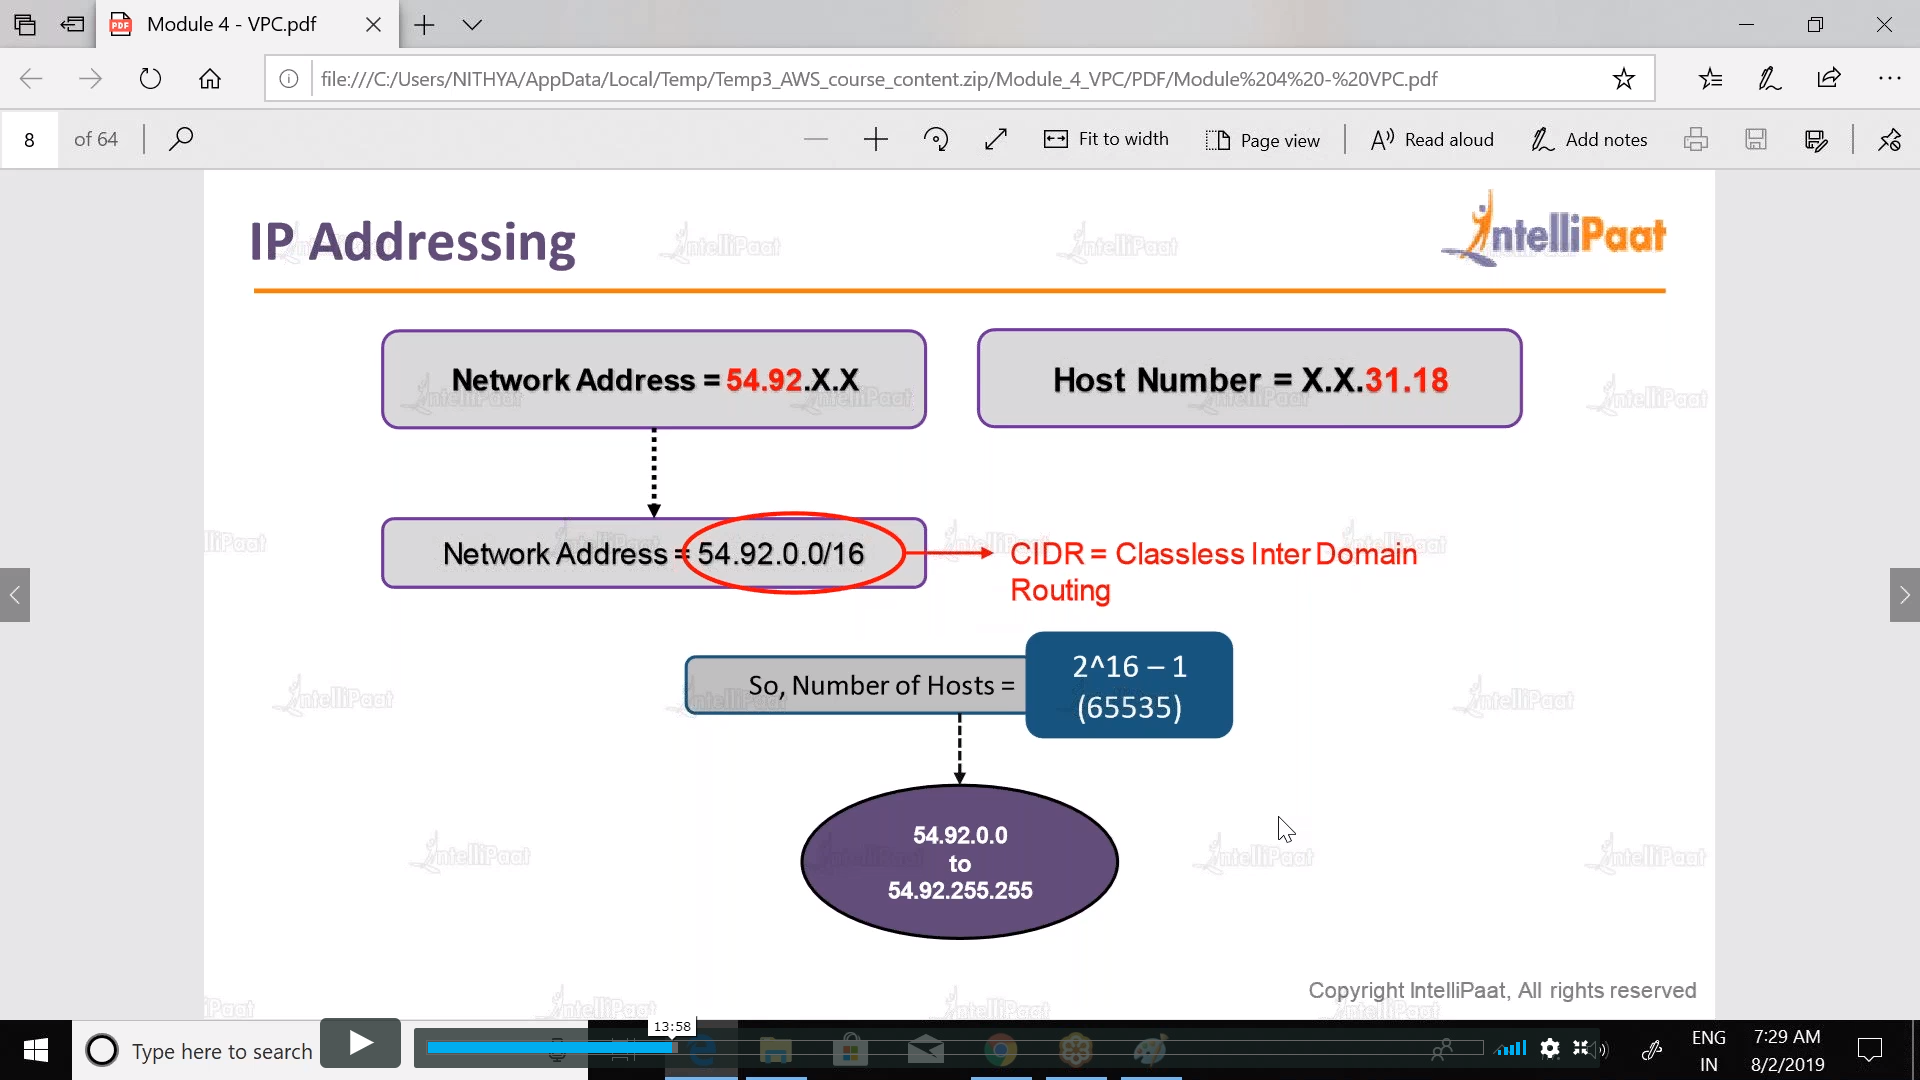 Module 4 - VPC.pdf
file:///C:/Users/NITHYA/AppData/Local/Temp/Temp3_AWS_course_content.zip/Module_4_VPC/PDF/Module%204%20-%20VPC.pdf
8 of 64
Fit to width
Page view
Read aloud
Add notes
IP Addressing
IntelliPaat
Network Address = 54.92.X.X
Host Number = X.X.31.18
Network Address = 54.92.0.0/16
CIDR = Classless Inter Domain
Routing
So, Number of Hosts =
2^16 – 1
(65535)
54.92.0.0
to
54.92.255.255
Copyright IntelliPaat, All rights reserved
13:58
Type here to search
ENG
IN
7:29 AM
8/2/2019